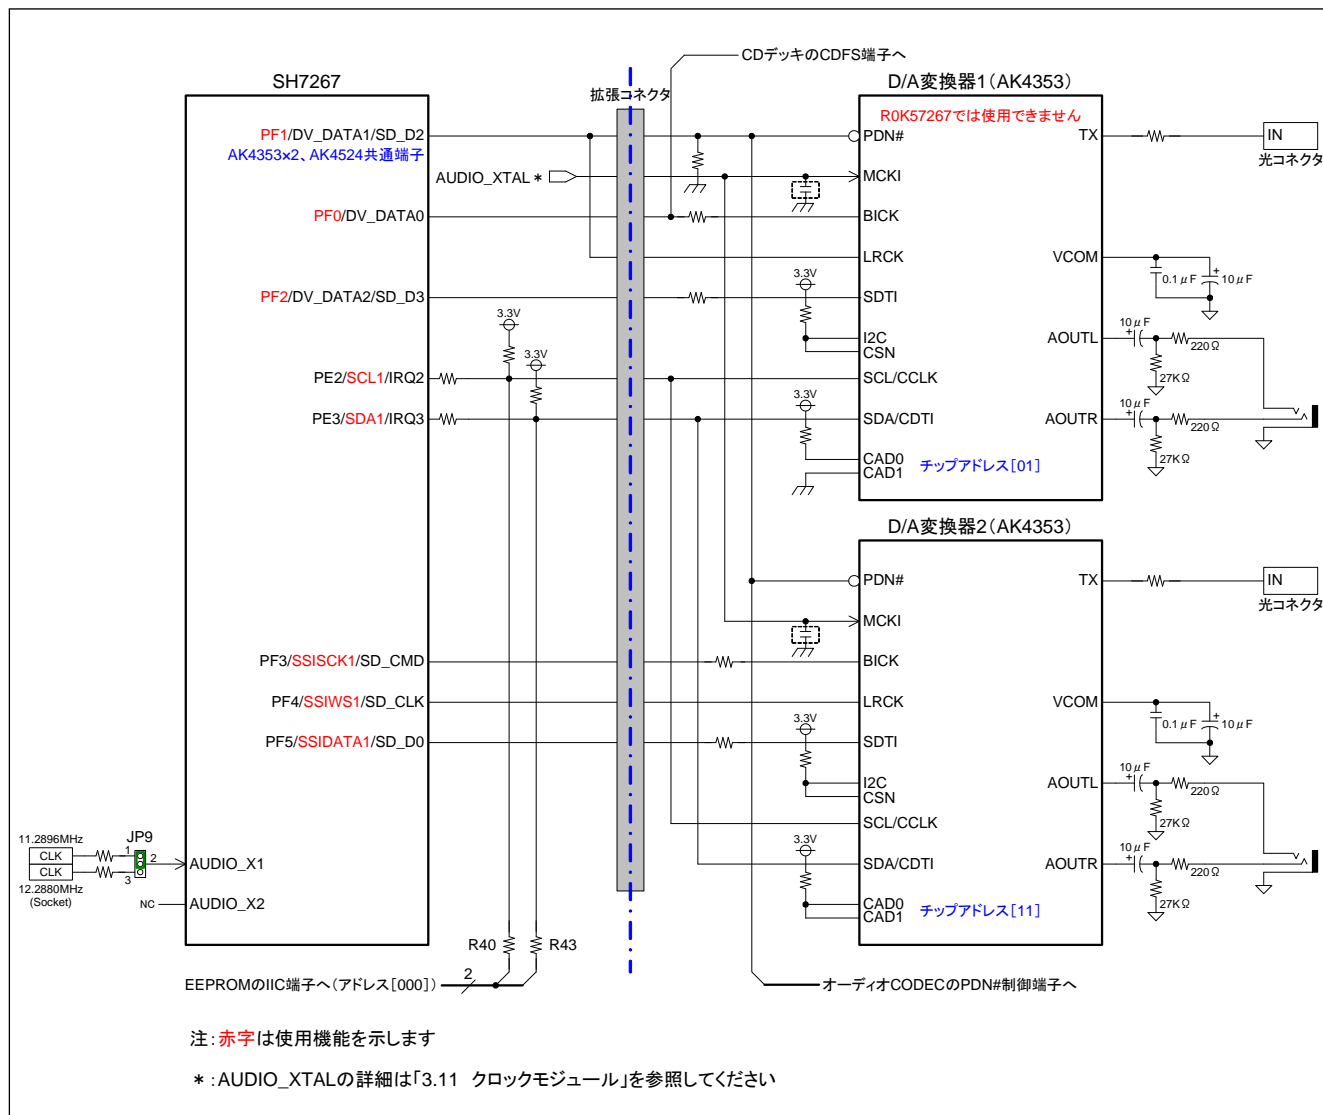 CDデッキのCDFS端子へ
SH7267
拡張コネクタ
D/A変換器1(AK4353)
R0K57267では使用できません
PF1/DV_DATA1/SD_D2
AK4353×2、AK4524共通端子
AUDIO_XTAL *
PF0/DV_DATA0
PF2/DV_DATA2/SD_D3
3.3V
3.3V
PE2/SCL1/IRQ2
PE3/SDA1/IRQ3
PDN#
MCKI
BICK
LRCK
3.3V
SDTI
I2C
CSN
SCL/CCLK
3.3V
SDA/CDTI
CAD0
CAD1
チップアドレス[01]
TX
IN
光コネクタ
VCOM
0.1μF
+
10μF
AOUTL
10μF
+
220Ω
27KΩ
AOUTR
10μF
+
220Ω
27KΩ
D/A変換器2(AK4353)
PDN#
MCKI
BICK
LRCK
3.3V
SDTI
I2C
CSN
SCL/CCLK
3.3V
SDA/CDTI
CAD0
CAD1
チップアドレス[11]
TX
IN
光コネクタ
VCOM
0.1μF
+
10μF
AOUTL
10μF
+
220Ω
27KΩ
AOUTR
10μF
+
220Ω
27KΩ
PF3/SSISCK1/SD_CMD
PF4/SSIWS1/SD_CLK
PF5/SSIDATA1/SD_D0
11.2896MHz
CLK
CLK
12.2880MHz
(Socket)
JP9
1
2
3
AUDIO_X1
NC
AUDIO_X2
R40
R43
EEPROMのIIC端子へ(アドレス[000])
2
オーディオCODECのPDN#制御端子へ
注:赤字は使用機能を示します
* :AUDIO_XTALの詳細は「3.11 クロックモジュール」を参照してください